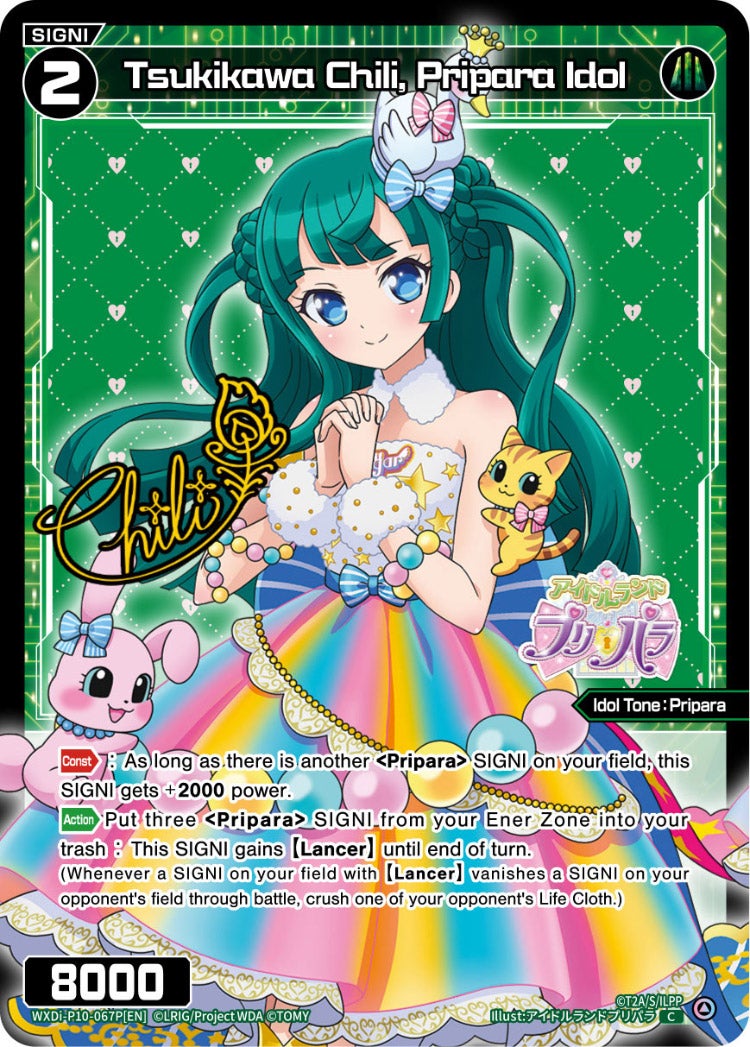 SIGNI
2
Tsukikawa Chili, Pripara Idol
gar
Chili
アイドルランド
プリパラ
Idol Tone : Pripara
Const : As long as there is another <Pripara> SIGNI on your field, this
SIGNI gets +2000 power.
Action Put three <Pripara> SIGNI from your Ener Zone into your
trash : This SIGNI gains 【Lancer】 until end of turn.
(Whenever a SIGNI on your field with 【Lancer】 vanishes a SIGNI on your
opponent's field through battle, crush one of your opponent's Life Cloth.)
8000
©T2A/S/ILPP
WXDi-P10-067P[EN] ©LRIG/Project WDA ©TOMY
Illust:アイドルランドプリパラ C